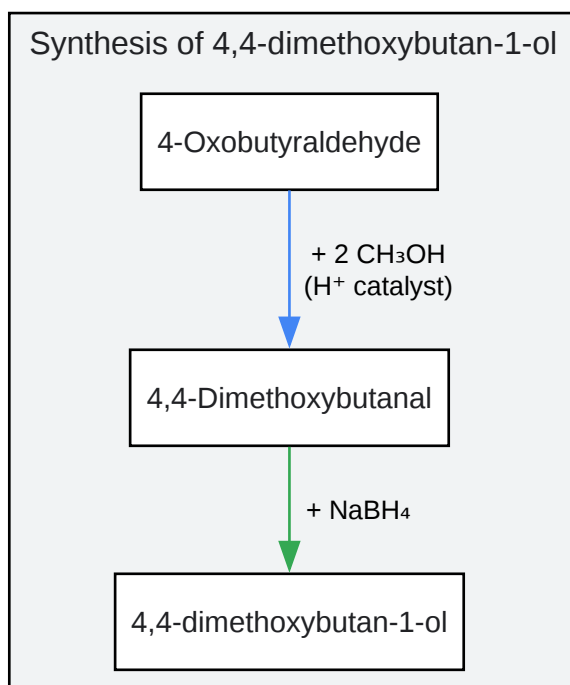 Synthesis of 4,4-dimethoxybutan-1-ol
4-Oxobutyraldehyde
+ 2 CH₃OH
(H⁺ catalyst)
4,4-Dimethoxybutanal
+ NaBH₄
4,4-dimethoxybutan-1-ol